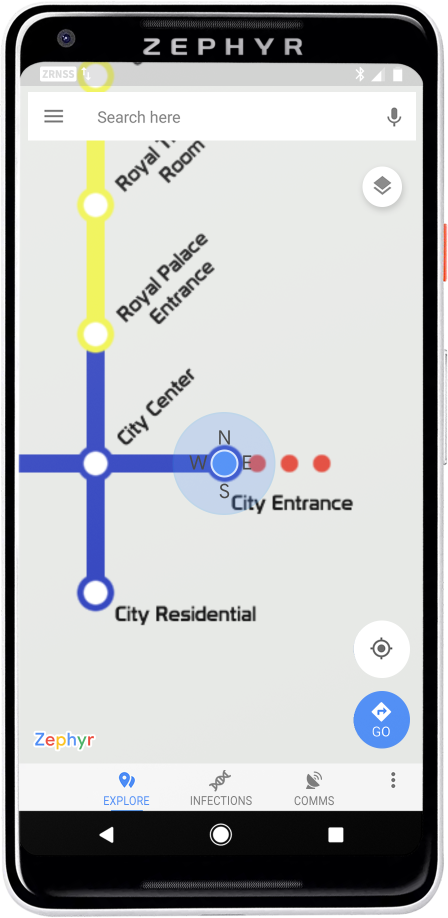 ZEPHYR
ZRNSS
Search here
Royal
Room
Royal Palace
Entrance
City Center
N
W
E
S
City Entrance
City Residential
GO
Zephyr
EXPLORE
INFECTIONS
COMMS